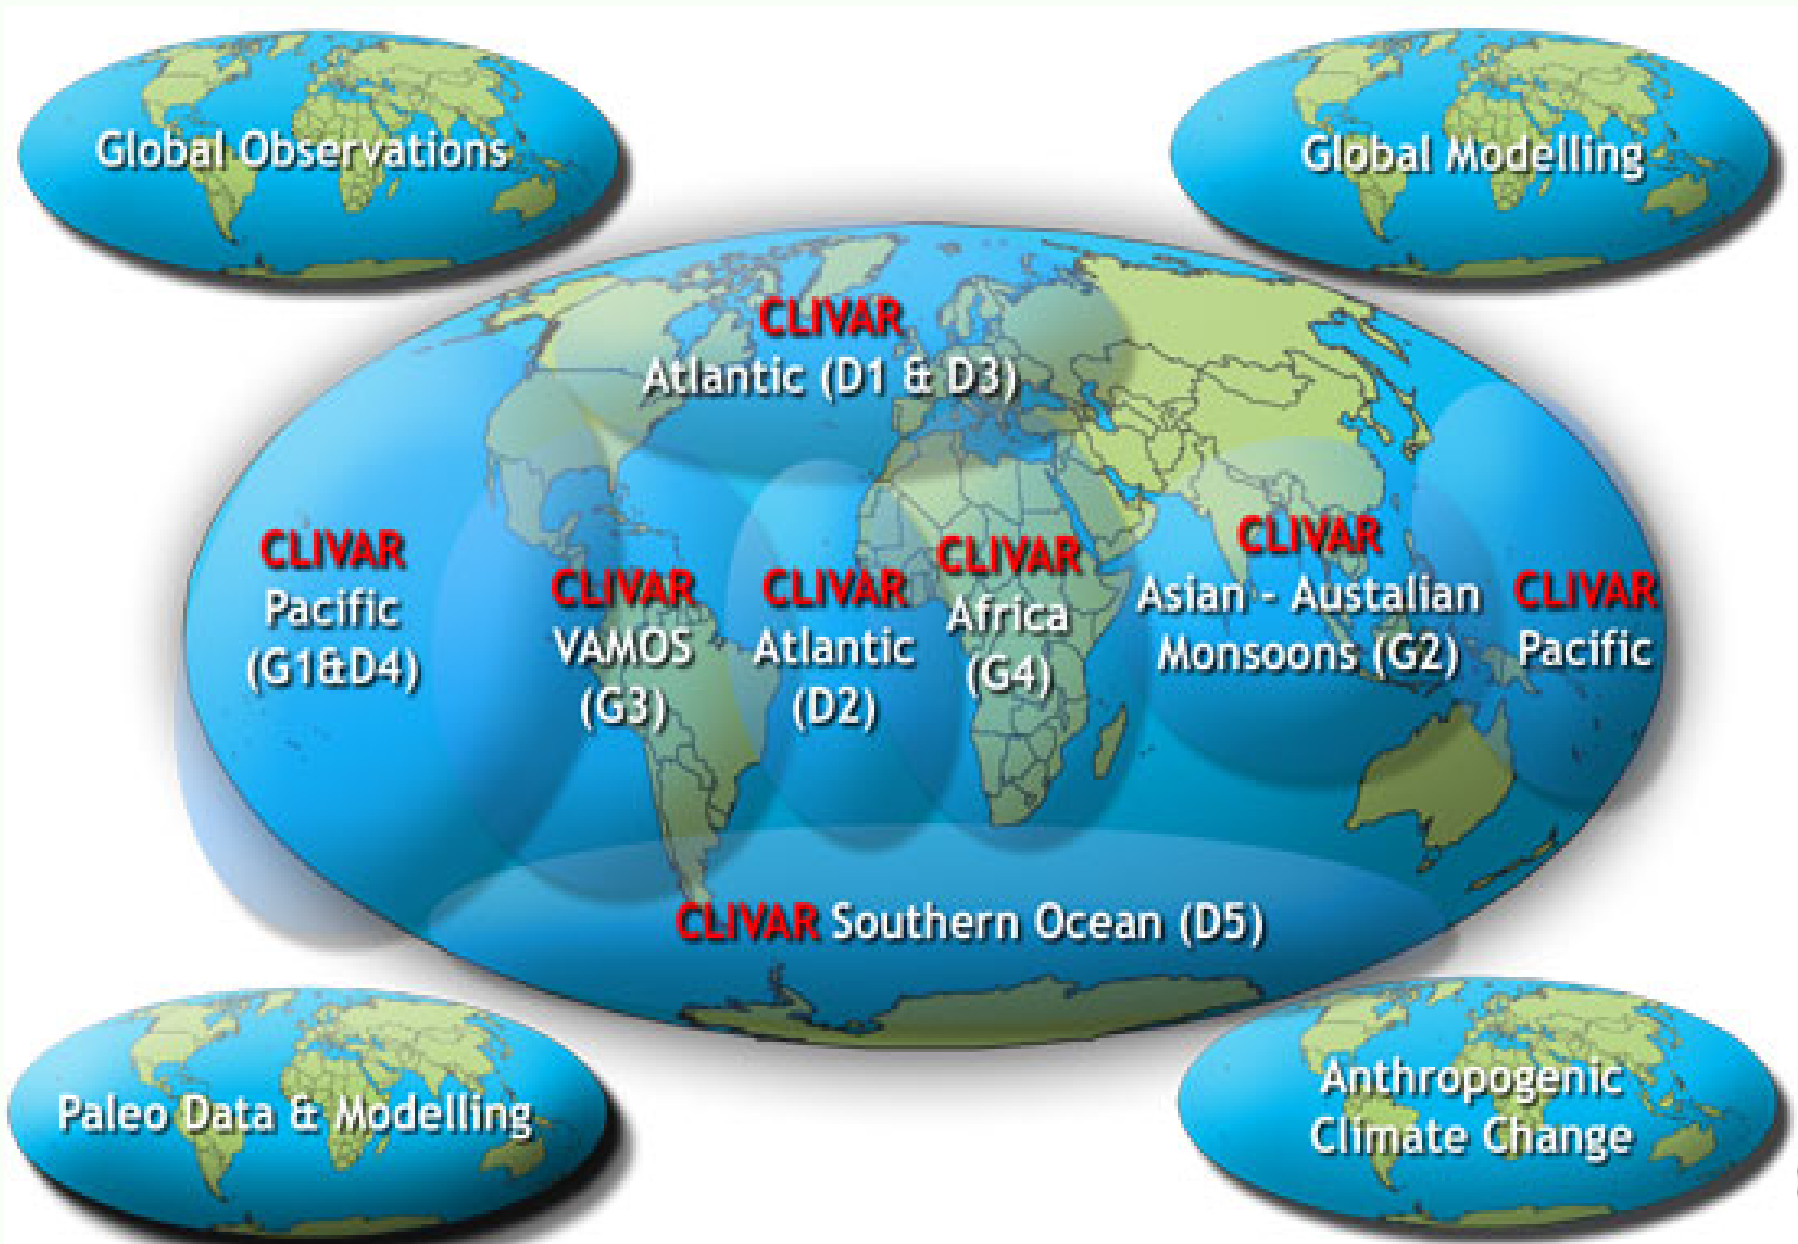 Global Observations
Global Modelling
CLIVAR
Atlantic (D1 & D3)
CLIVAR
Pacific
(G1&D4)
CLIVAR
VAMOS
(G3)
CLIVAR
Atlantic
(D2)
CLIVAR
Africa
(G4)
CLIVAR
Asian - Austalian
Monsoons (G2)
CLIVAR
Pacific
CLIVAR Southern Ocean (D5)
Paleo Data & Modelling
Anthropogenic
Climate Change